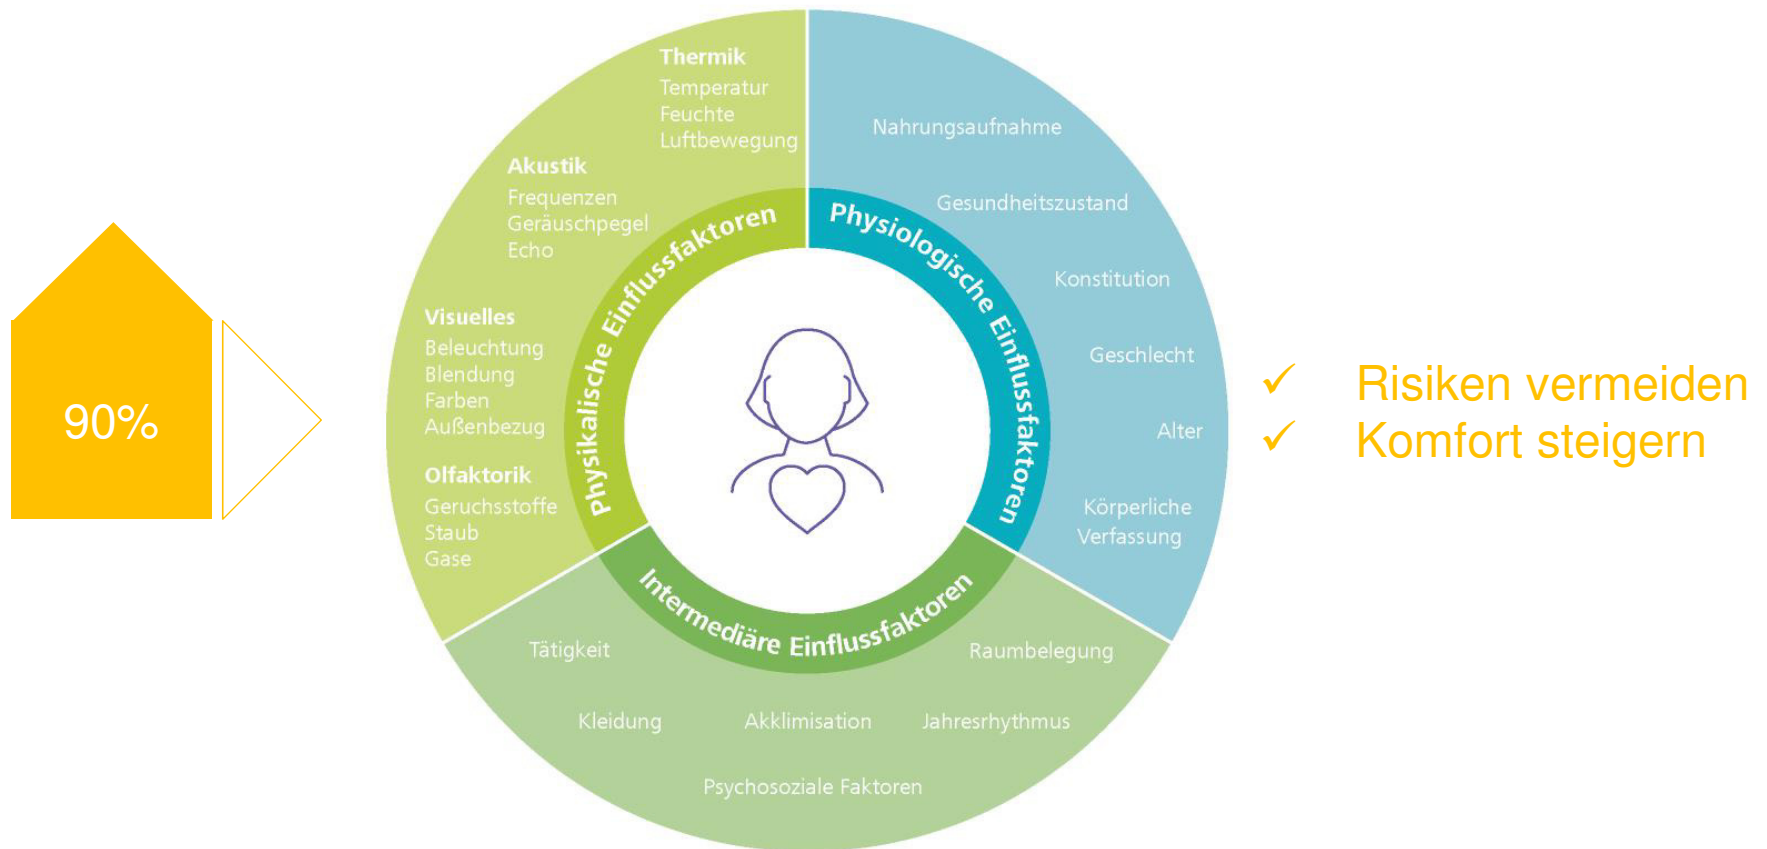 90%
Thermik
Temperatur
Feuchte
Luftbewegung
Akustik
Frequenzen
Geräuschpegel
Echo
Visuelles
Beleuchtung
Blendung
Farben
Außenbezug
Olfaktorik
Geruchsstoffe
Staub
Gase
Physikalische Einflussfaktoren
Physiologische Einflussfaktoren
Nahrungsaufnahme
Gesundheitszustand
Konstitution
Geschlecht
Alter
Körperliche
Verfassung
Intermediäre Einflussfaktoren
Tätigkeit
Raumbelegung
Kleidung
Akklimisation
Jahresrhythmus
Psychosoziale Faktoren
✓ Risiken vermeiden
✓ Komfort steigern